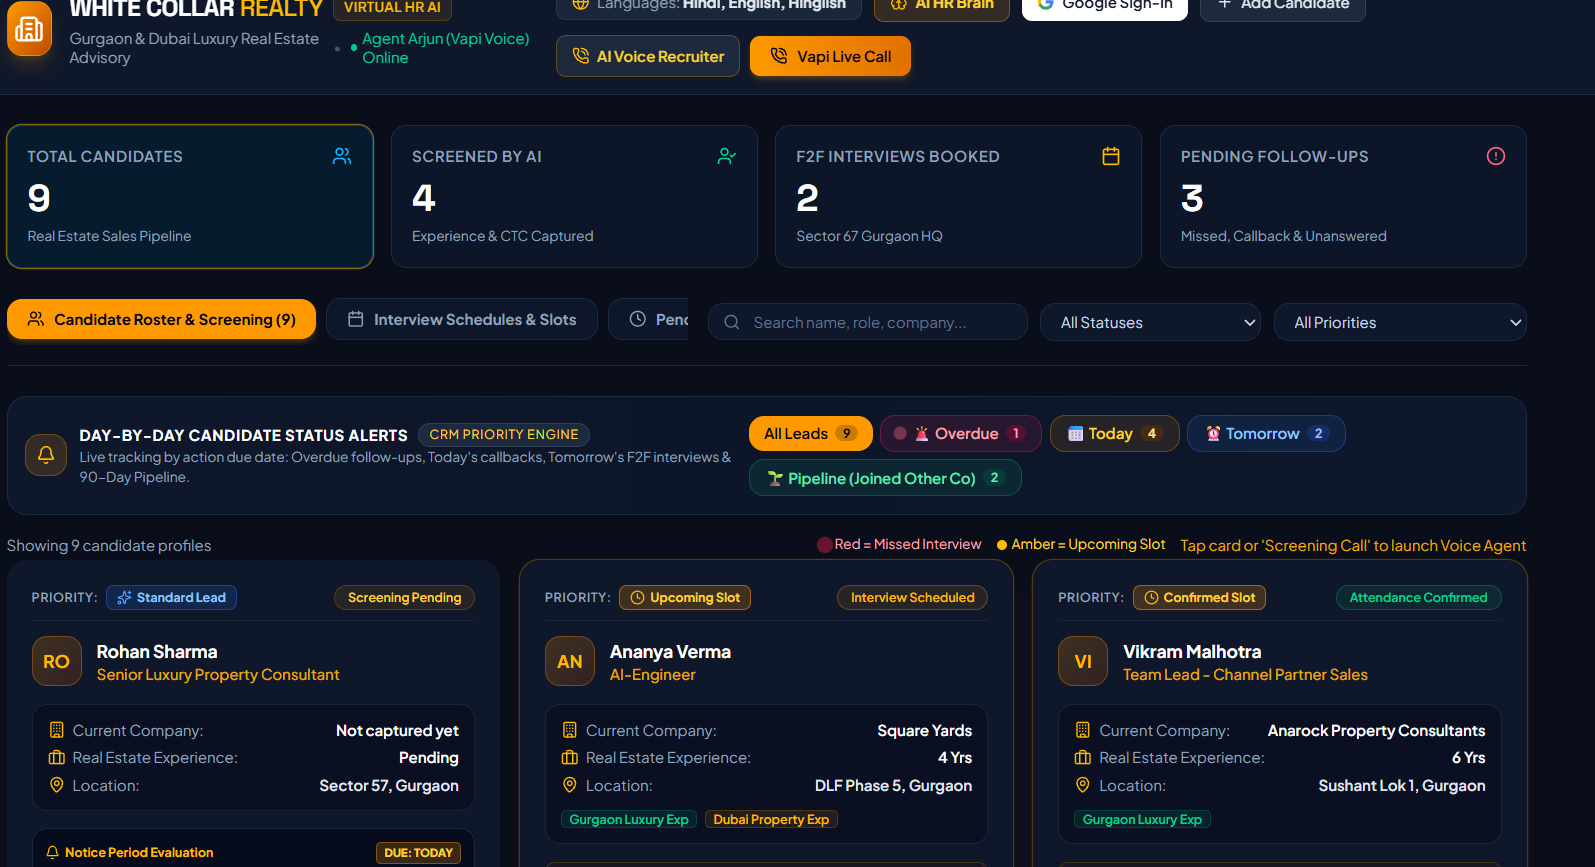 WHITE COLLAR REALTY
VIRTUAL HR AI
Gurgaon & Dubai Luxury Real Estate Advisory
Agent Arjun (Vapi Voice) Online
Languages: Hindi, English, Hinglish
AI HR Brain
Google Sign-In
Add Candidate
AI Voice Recruiter
Vapi Live Call
TOTAL CANDIDATES
9
Real Estate Sales Pipeline
SCREENED BY AI
4
Experience & CTC Captured
F2F INTERVIEWS BOOKED
2
Sector 67 Gurgaon HQ
PENDING FOLLOW-UPS
3
Missed, Callback & Unanswered
Candidate Roster & Screening (9)
Interview Schedules & Slots
Search name, role, company...
All Statuses
All Priorities
DAY-BY-DAY CANDIDATE STATUS ALERTS
CRM PRIORITY ENGINE
Live tracking by action due date: Overdue follow-ups, Today's callbacks, Tomorrow's F2F interviews &
90-Day Pipeline.
All Leads 9
Overdue 1
Today 4
Tomorrow 2
Pipeline (Joined Other Co) 2
Showing 9 candidate profiles
Red = Missed Interview
Amber = Upcoming Slot
Tap card or 'Screening Call' to launch Voice Agent
PRIORITY: Standard Lead
Screening Pending
RO
Rohan Sharma
Senior Luxury Property Consultant
Current Company: Not captured yet
Real Estate Experience: Pending
Location: Sector 57, Gurgaon
Notice Period Evaluation
DUE: TODAY
PRIORITY: Upcoming Slot
Interview Scheduled
AN
Ananya Verma
AI-Engineer
Current Company: Square Yards
Real Estate Experience: 4 Yrs
Location: DLF Phase 5, Gurgaon
Gurgaon Luxury Exp
Dubai Property Exp
PRIORITY: Confirmed Slot
Attendance Confirmed
VI
Vikram Malhotra
Team Lead - Channel Partner Sales
Current Company: Anarock Property Consultants
Real Estate Experience: 6 Yrs
Location: Sushant Lok 1, Gurgaon
Gurgaon Luxury Exp